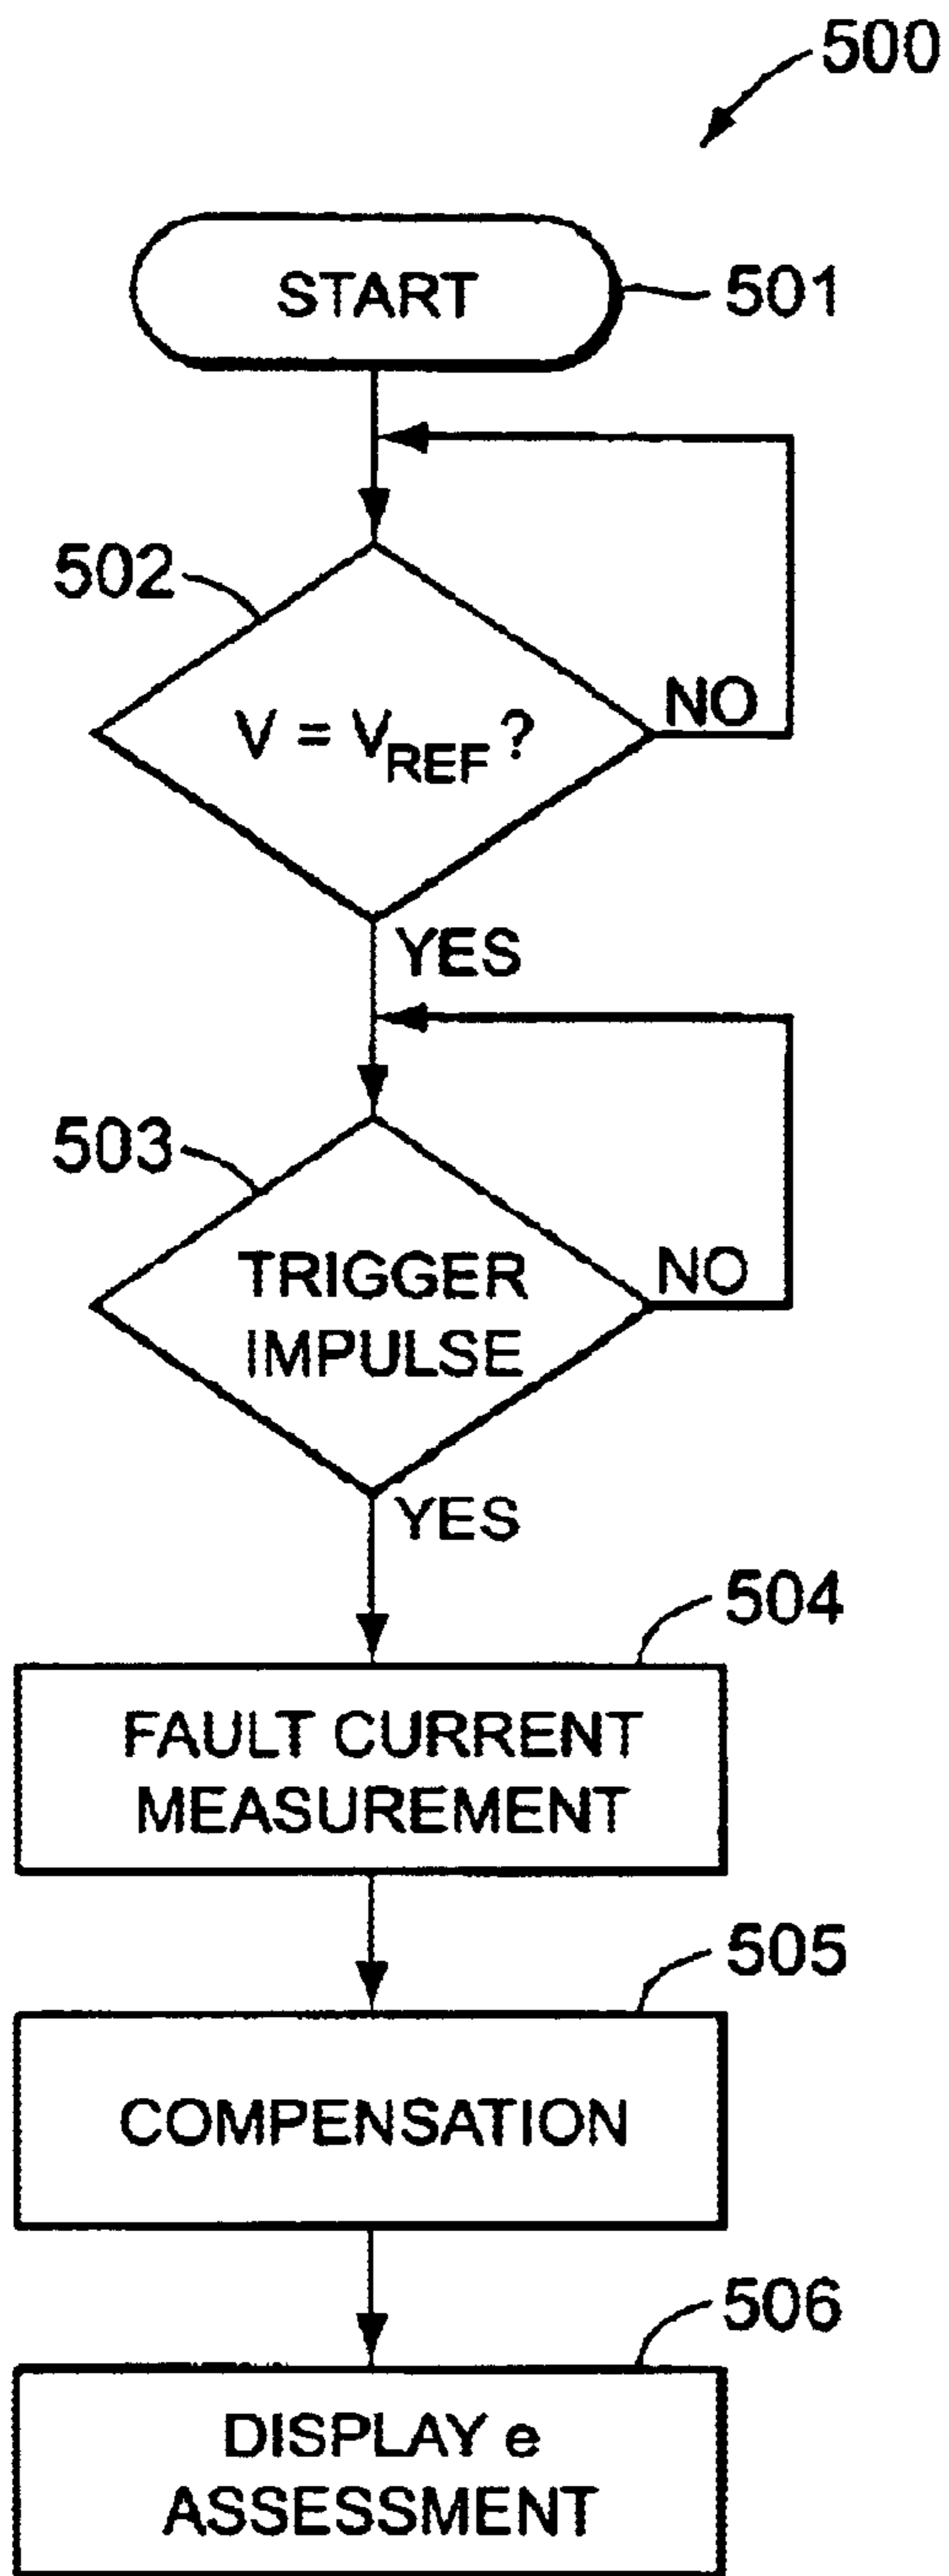 500
START
501
502
V = VREF ?
NO
YES
503
TRIGGER
IMPULSE
NO
YES
504
FAULT CURRENT
MEASUREMENT
505
COMPENSATION
506
DISPLAY e
ASSESSMENT